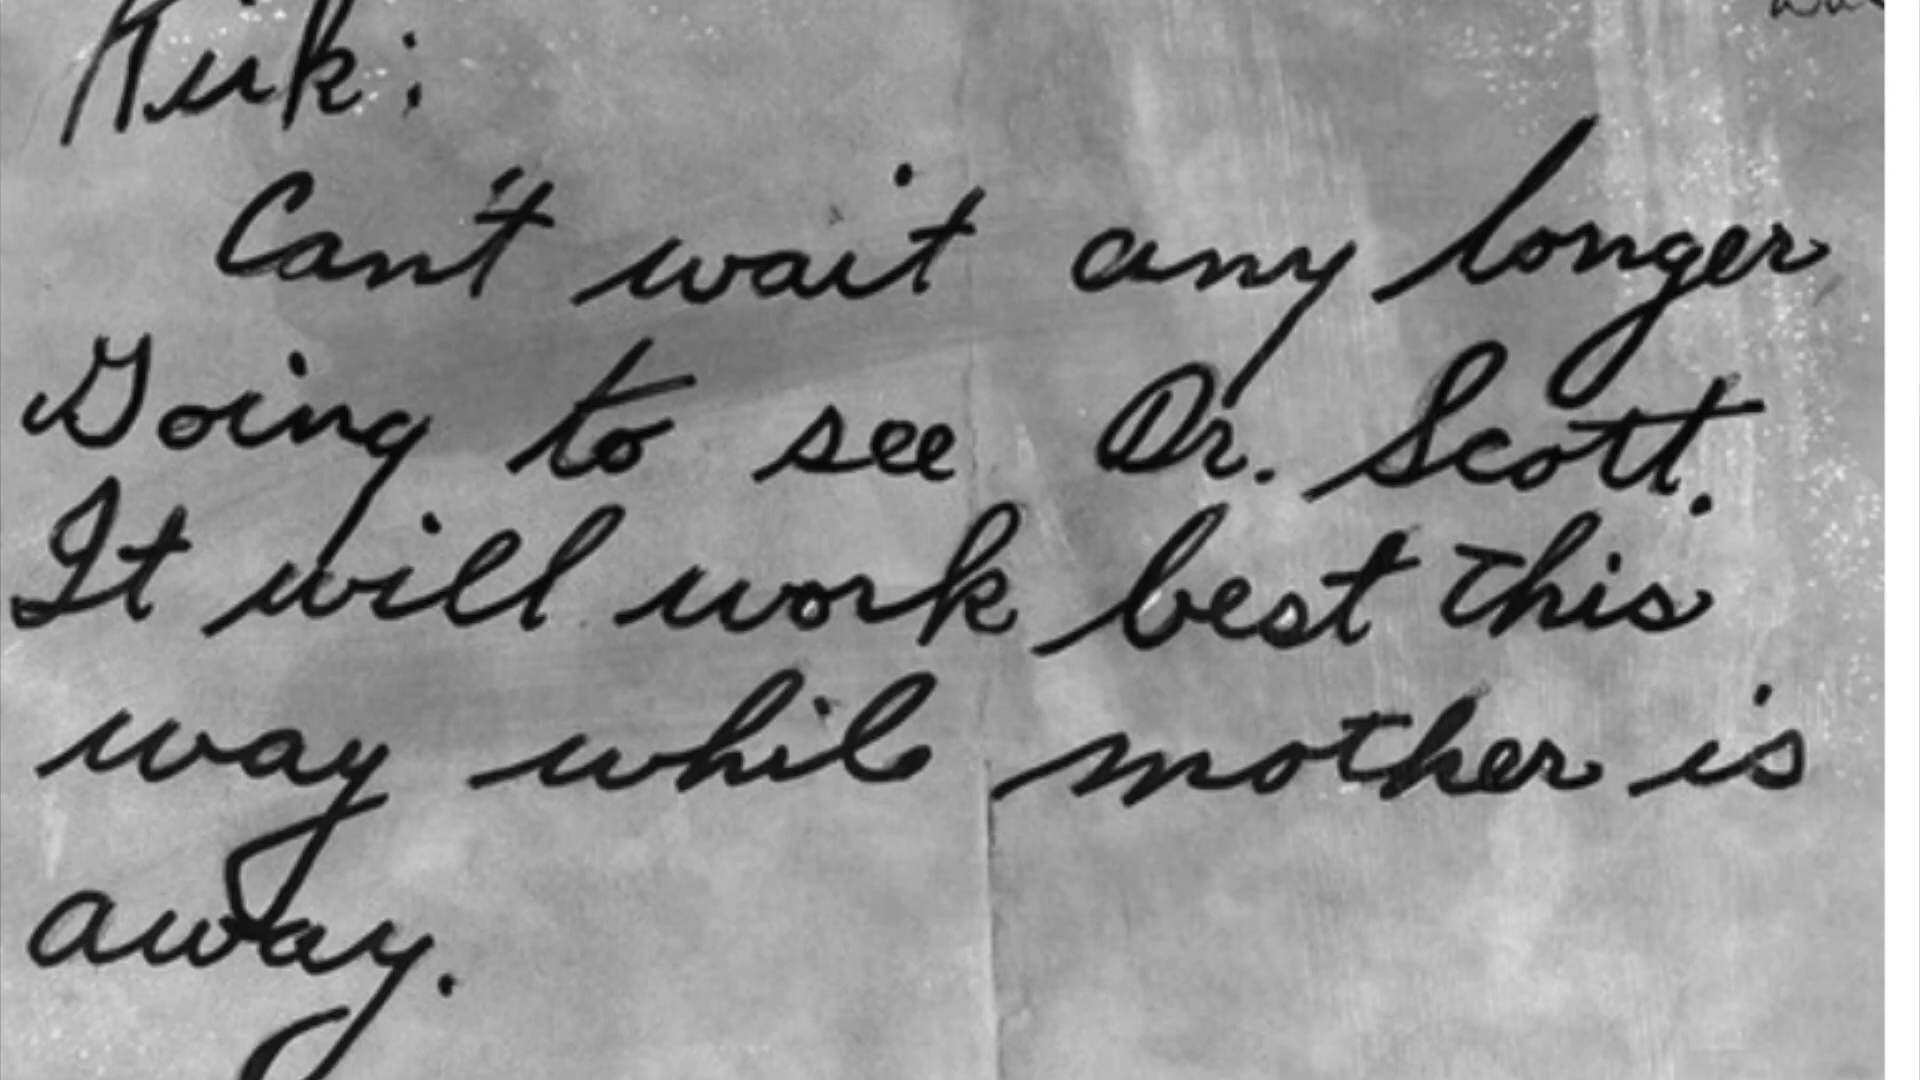 Kirk:
Can't wait any longer
Going to see Dr. Scott.
It will work best this
way while mother is
away.